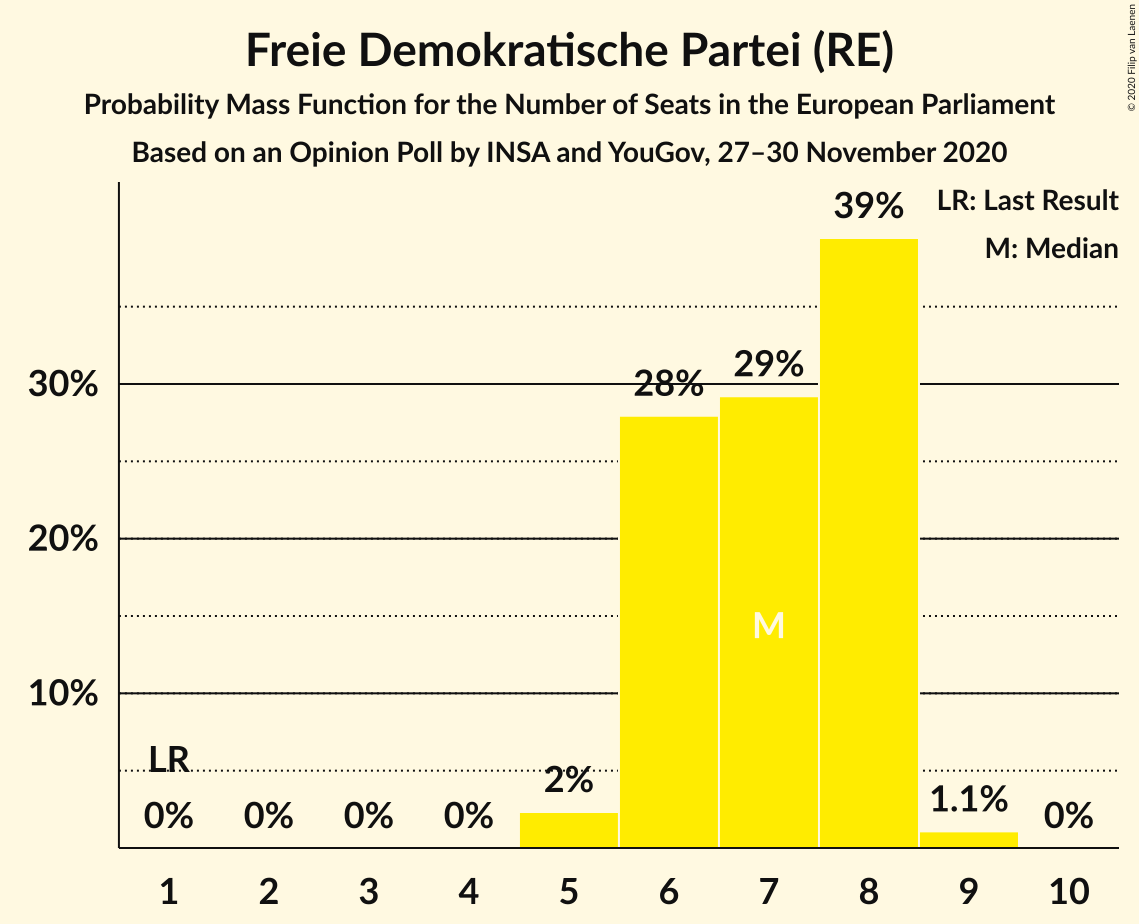 Freie Demokratische Partei (RE)
Probability Mass Function for the Number of Seats in the European Parliament
Based on an Opinion Poll by INSA and YouGov, 27–30 November 2020
© 2020 Filip van Laenen
LR: Last Result
M: Median
39%
30%
28%
29%
20%
M
10%
LR
0%
0%
0%
0%
2%
1.1%
0%
1 2 3 4 5 6 7 8 9 10